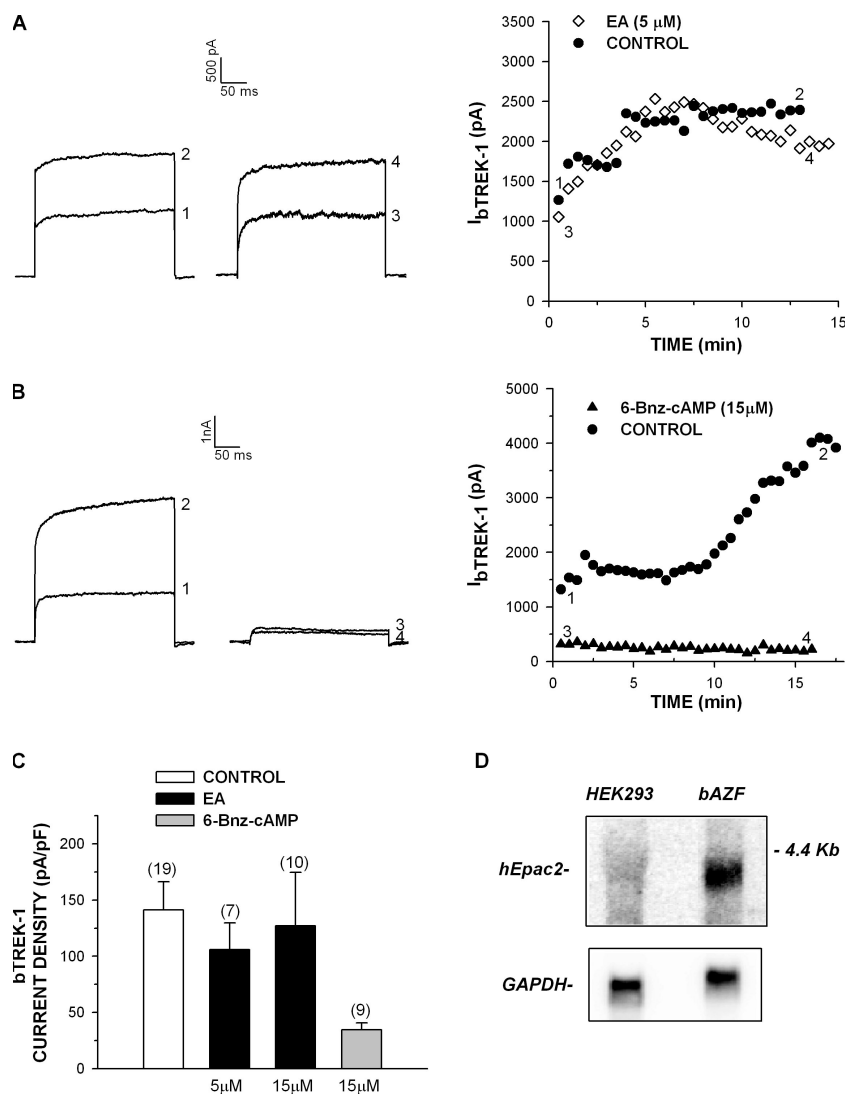 A
500 pA
50 ms
2
1
4
3
EA (5 μM)
CONTROL
3500
3000
2500
2000
1500
1000
500
0
IbTREK-1 (pA)
1
2
3
4
0
5
10
15
TIME (min)
B
1nA
50 ms
2
1
3
4
6-Bnz-cAMP (15μM)
CONTROL
5000
4000
3000
2000
1000
0
IbTREK-1 (pA)
1
2
3
4
0
5
10
15
TIME (min)
C
CONTROL
EA
6-Bnz-cAMP
bTREK-1
CURRENT DENSITY (pA/pF)
200
150
100
50
0
(19)
(7)
(10)
(9)
5μM
15μM
15μM
D
HEK293 bAZF
- 4.4 Kb
hEpac2-
GAPDH-